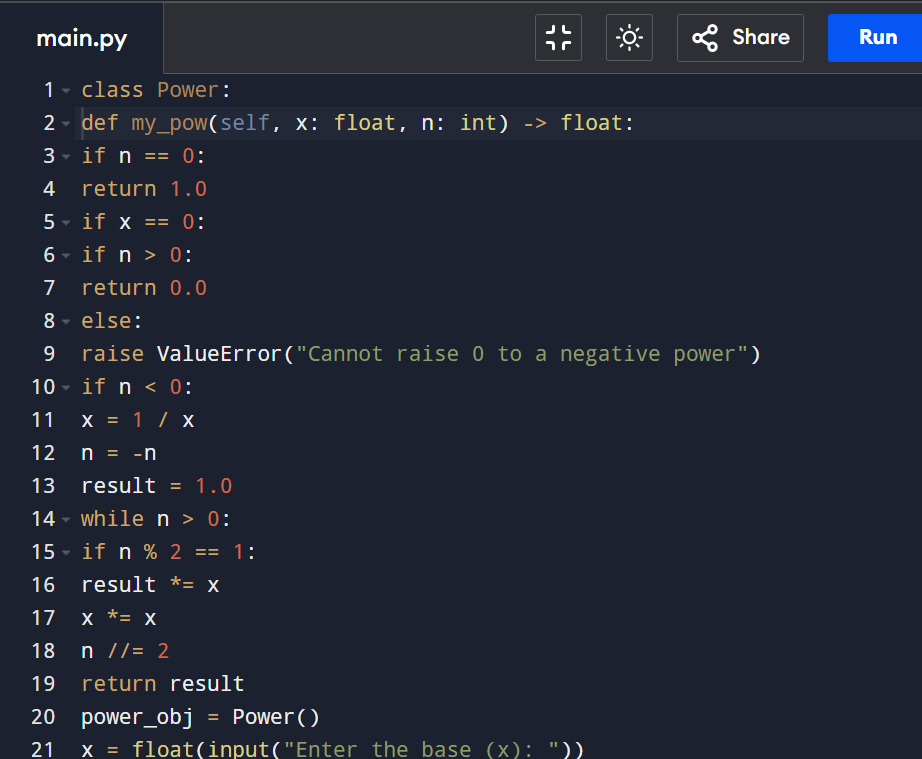 main.py
Share
Run
1 class Power:
2 def my_pow(self, x: float, n: int) -> float:
3 if n == 0:
4 return 1.0
5 if x == 0:
6 if n > 0:
7 return 0.0
8 else:
9 raise ValueError("Cannot raise 0 to a negative power")
10 if n < 0:
11 x = 1 / x
12 n = -n
13 result = 1.0
14 while n > 0:
15 if n % 2 == 1:
16 result *= x
17 x *= x
18 n //= 2
19 return result
20 power_obj = Power()
21 x = float(input("Enter the base (x): "))